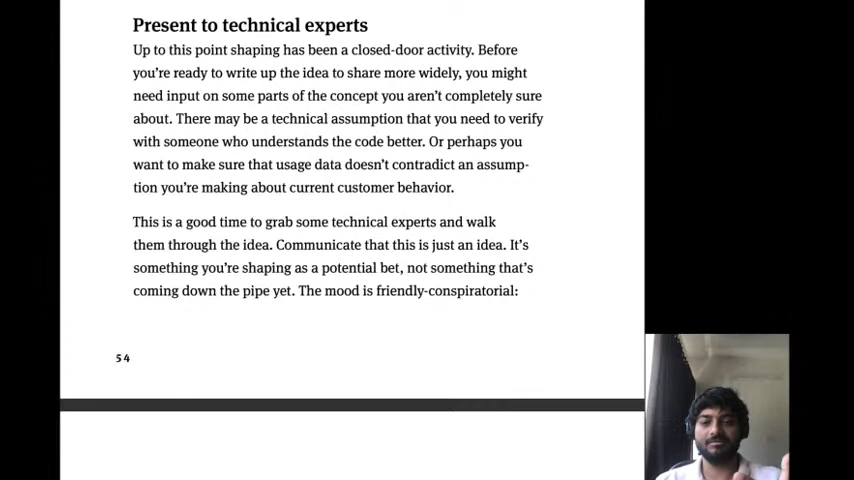 Present to technical experts
Up to this point shaping has been a closed-door activity. Before
you’re ready to write up the idea to share more widely, you might
need input on some parts of the concept you aren’t completely sure
about. There may be a technical assumption that you need to verify
with someone who understands the code better. Or perhaps you
want to make sure that usage data doesn’t contradict an assump-
tion you’re making about current customer behavior.
This is a good time to grab some technical experts and walk
them through the idea. Communicate that this is just an idea. It’s
something you’re shaping as a potential bet, not something that’s
coming down the pipe yet. The mood is friendly-conspiratorial:
54